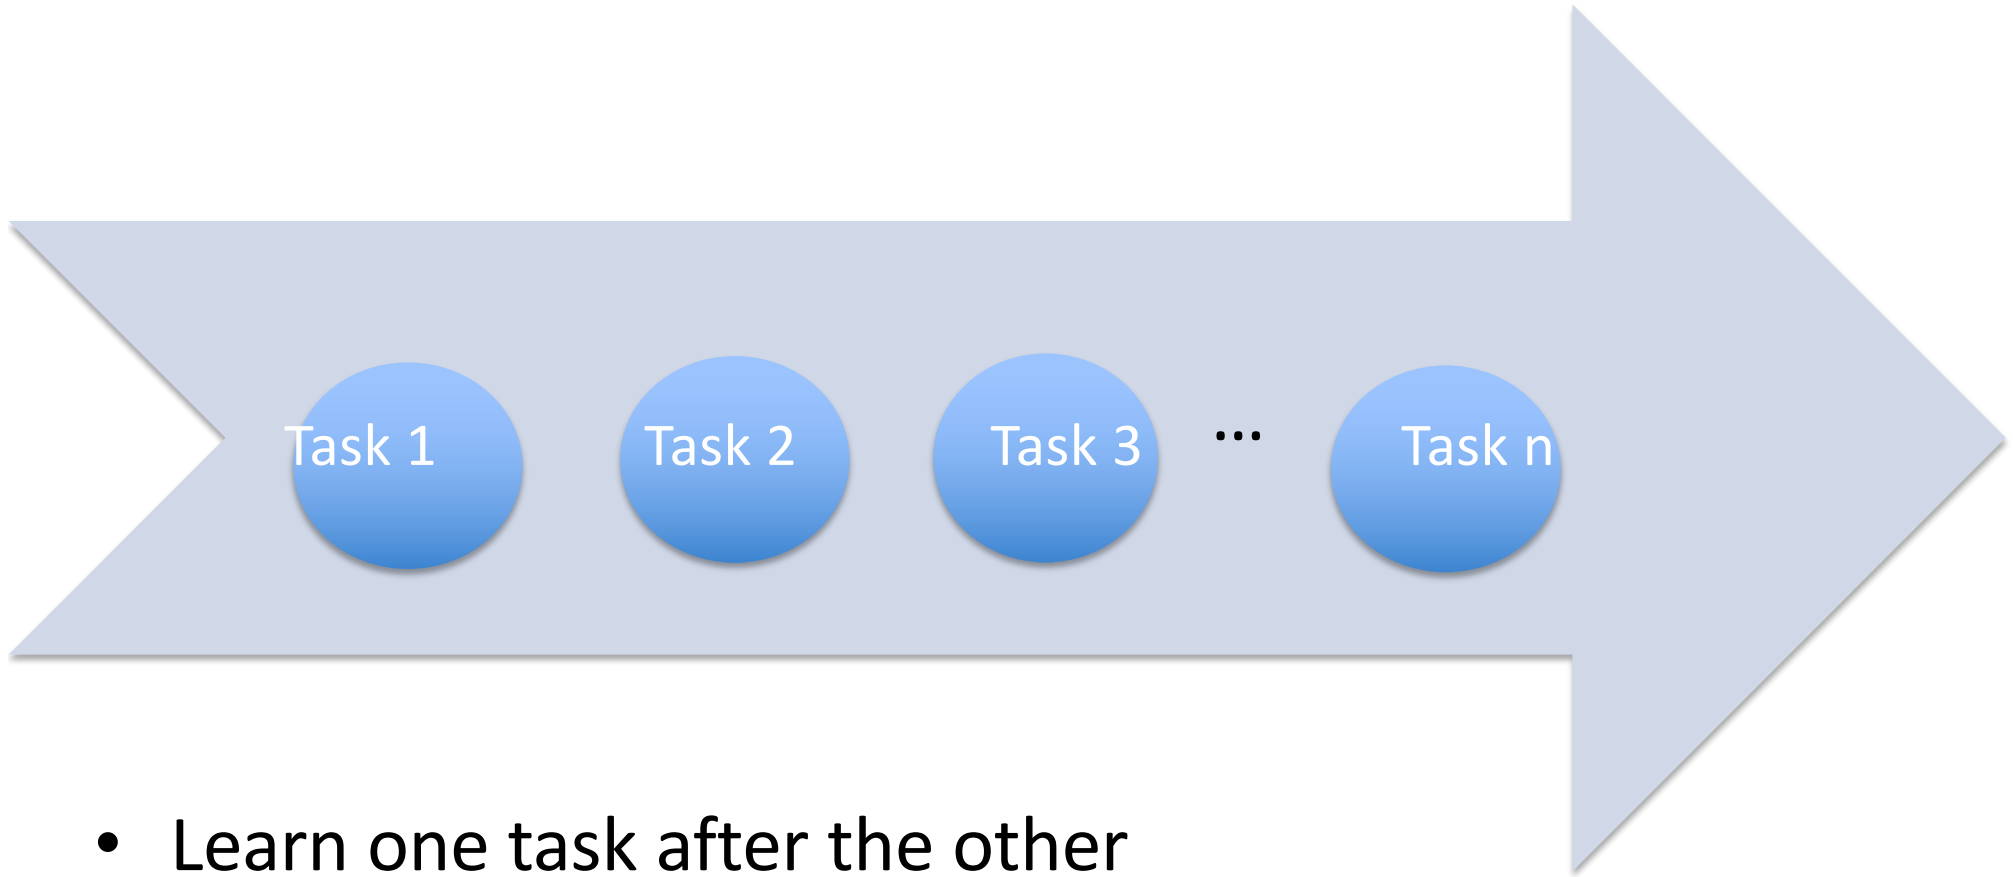 Task 1 Task 2 Task 3 ... Task n
• Learn one task after the other